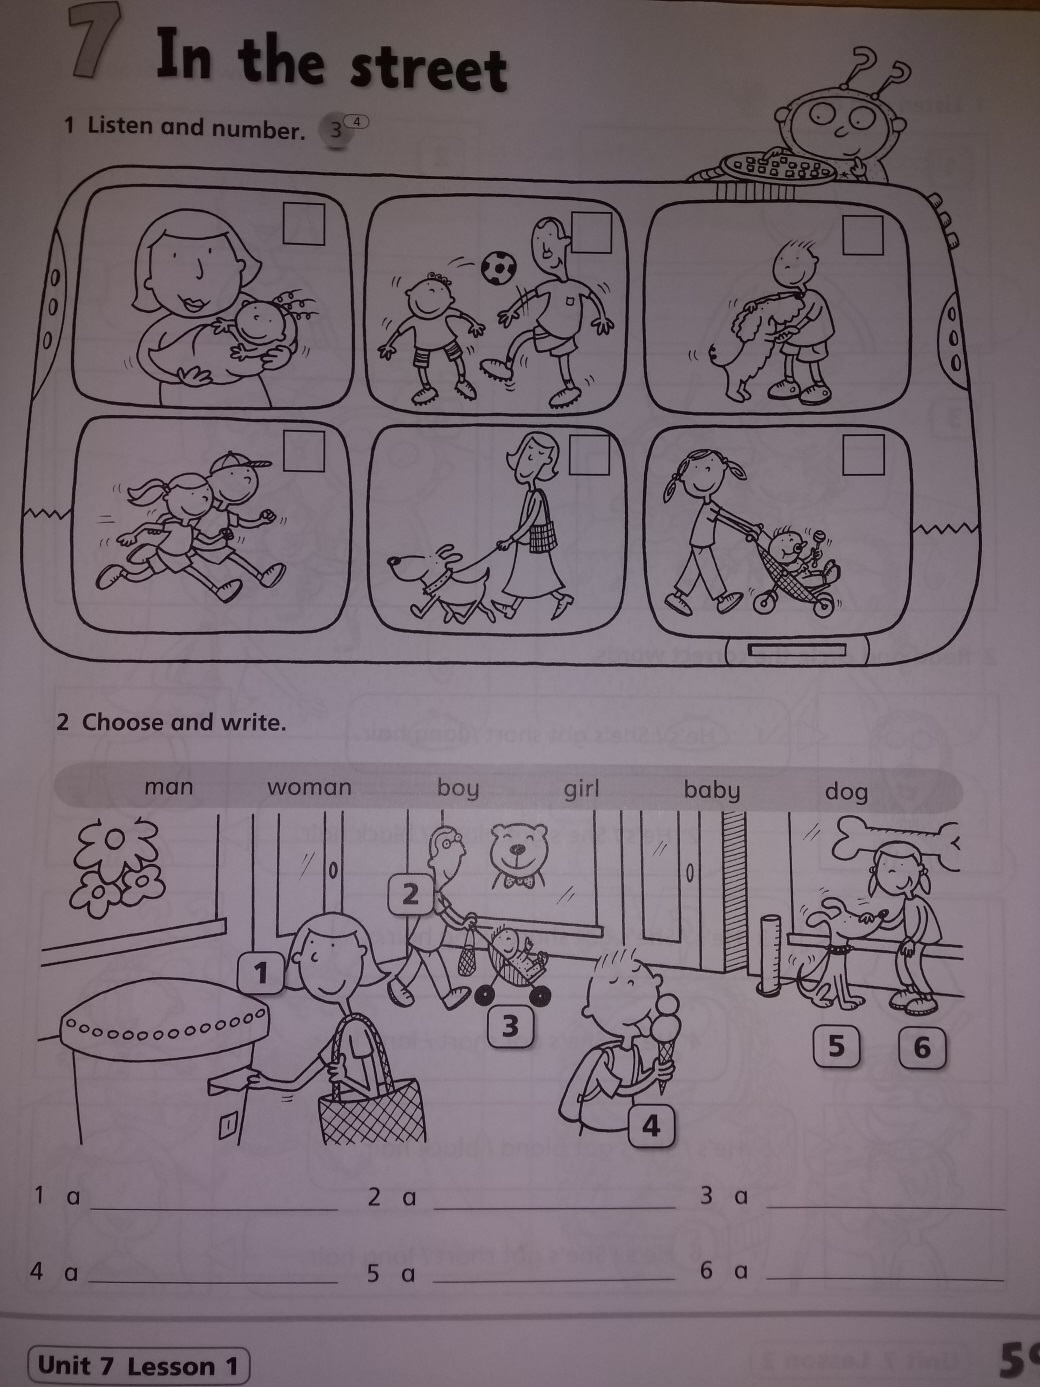 7 In the street
1 Listen and number. 3 4
2 Choose and write.
man woman boy girl baby dog
2
1
3
5 6
4
1 a
2 a
3 a
4 a
5 a
6 a
Unit 7 Lesson 1